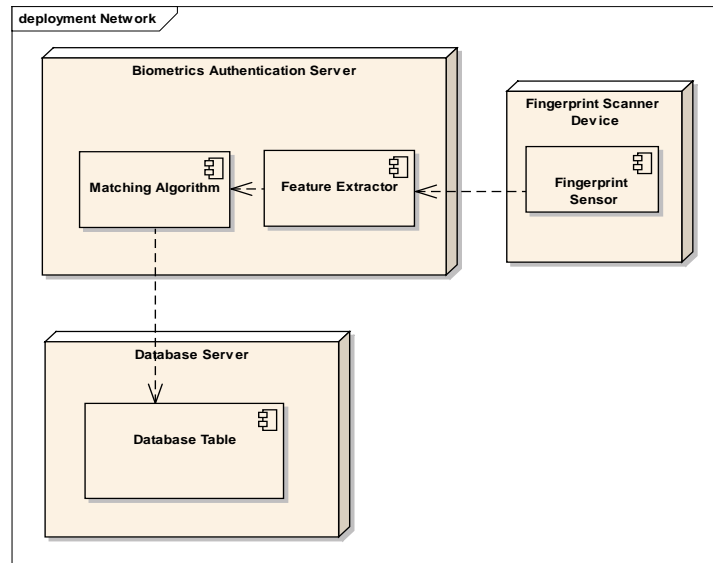 deployment Network
Biometrics Authentication Server
Matching Algorithm
Feature Extractor
Fingerprint Scanner
Device
Fingerprint
Sensor
Database Server
Database Table